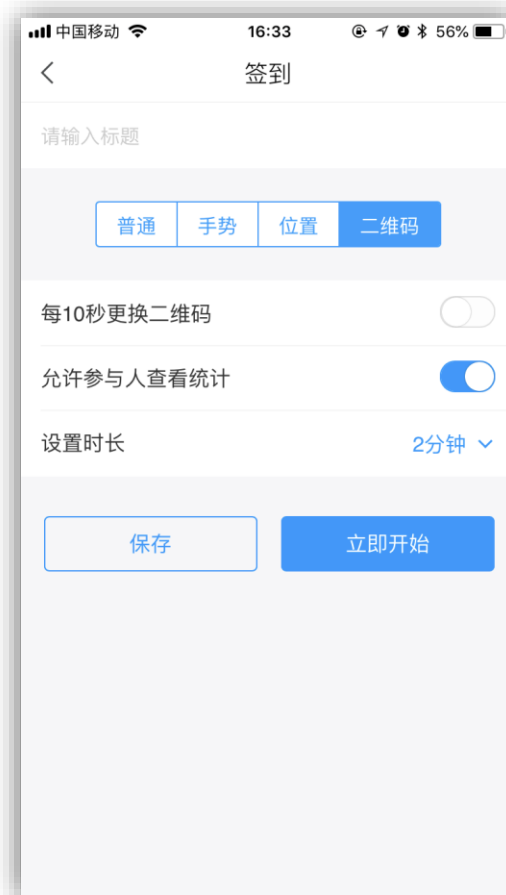 中国移动 16:33 56%
签到
请输入标题
普通 手势 位置 二维码
每10秒更换二维码
允许参与人查看统计
设置时长 2分钟
保存 立即开始